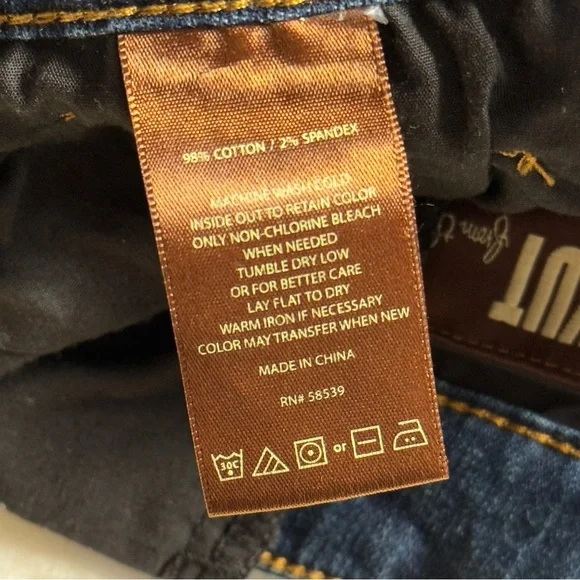 98% COTTON / 2% SPANDEX
MACHINE WASH COLD
INSIDE OUT TO RETAIN COLOR
ONLY NON-CHLORINE BLEACH
WHEN NEEDED
TUMBLE DRY LOW
OR FOR BETTER CARE
LAY FLAT TO DRY
WARM IRON IF NECESSARY
COLOR MAY TRANSFER WHEN NEW
MADE IN CHINA
RN# 58539
30C or
from
KUT